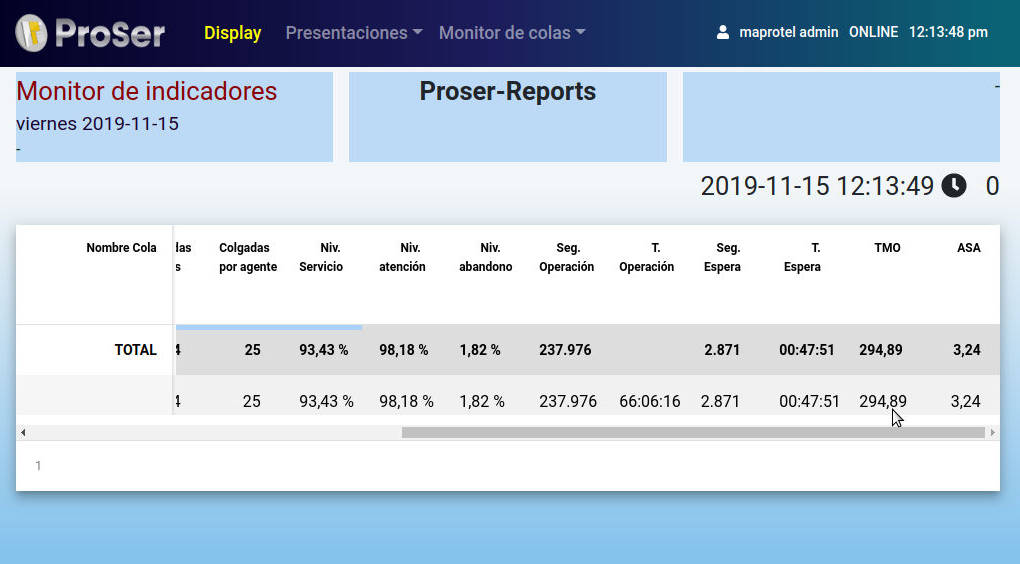 ProSer Display Presentaciones Monitor de colas maprotel admin ONLINE 12:13:48 pm
Monitor de indicadores Proser-Reports -
viernes 2019-11-15
-
2019-11-15 12:13:49 0
Nombre Cola Colgadas Niv. Niv. Niv. Seg. T. Seg. T. TMO ASA
por agente Servicio atención abandono Operación Operación Espera Espera
TOTAL 25 93,43 % 98,18 % 1,82 % 237.976 2.871 00:47:51 294,89 3,24
25 93,43 % 98,18 % 1,82 % 237.976 66:06:16 2.871 00:47:51 294,89 3,24
1